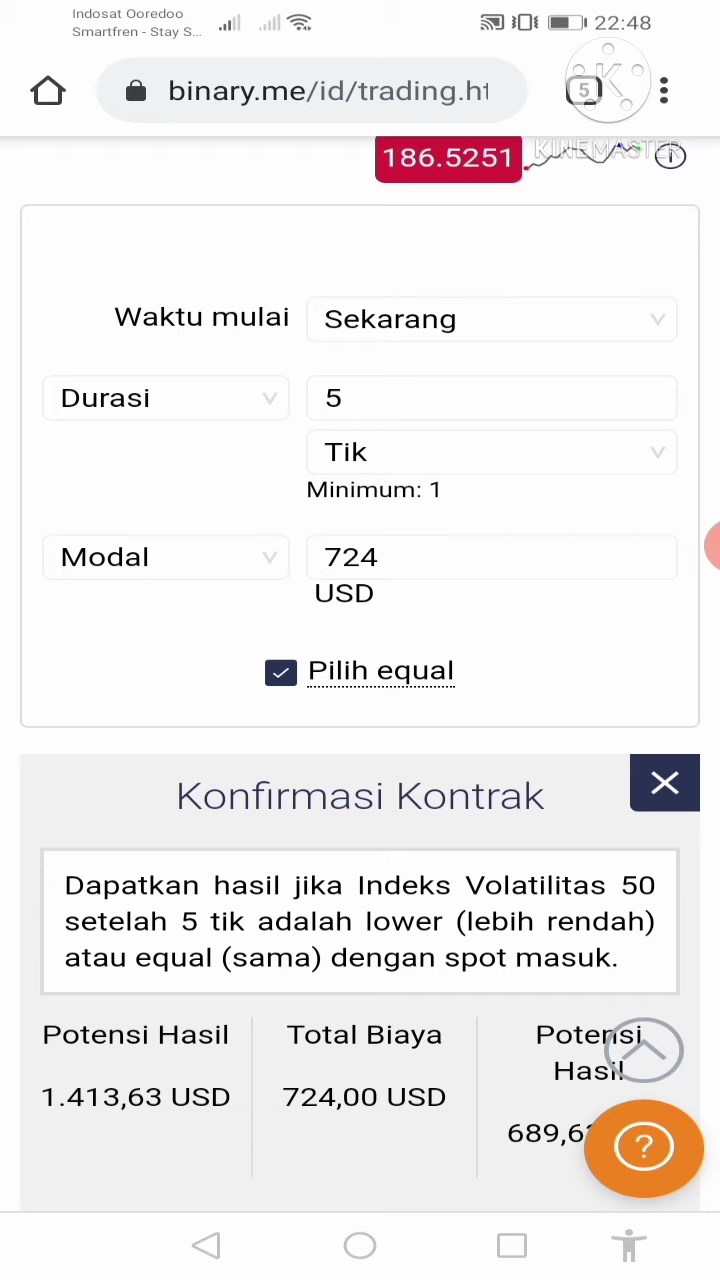 Indosat Ooredoo
Smartfren - Stay S...
22:48
binary.me/id/trading.ht
5
K
186.5251
KINEMASTER
Waktu mulai
Sekarang
Durasi
5
Tik
Minimum: 1
Modal
724
USD
Pilih equal
Konfirmasi Kontrak
Dapatkan hasil jika Indeks Volatilitas 50
setelah 5 tik adalah lower (lebih rendah)
atau equal (sama) dengan spot masuk.
Potensi Hasil
Total Biaya
Potensi
Hasil
1.413,63 USD
724,00 USD
689,6
?